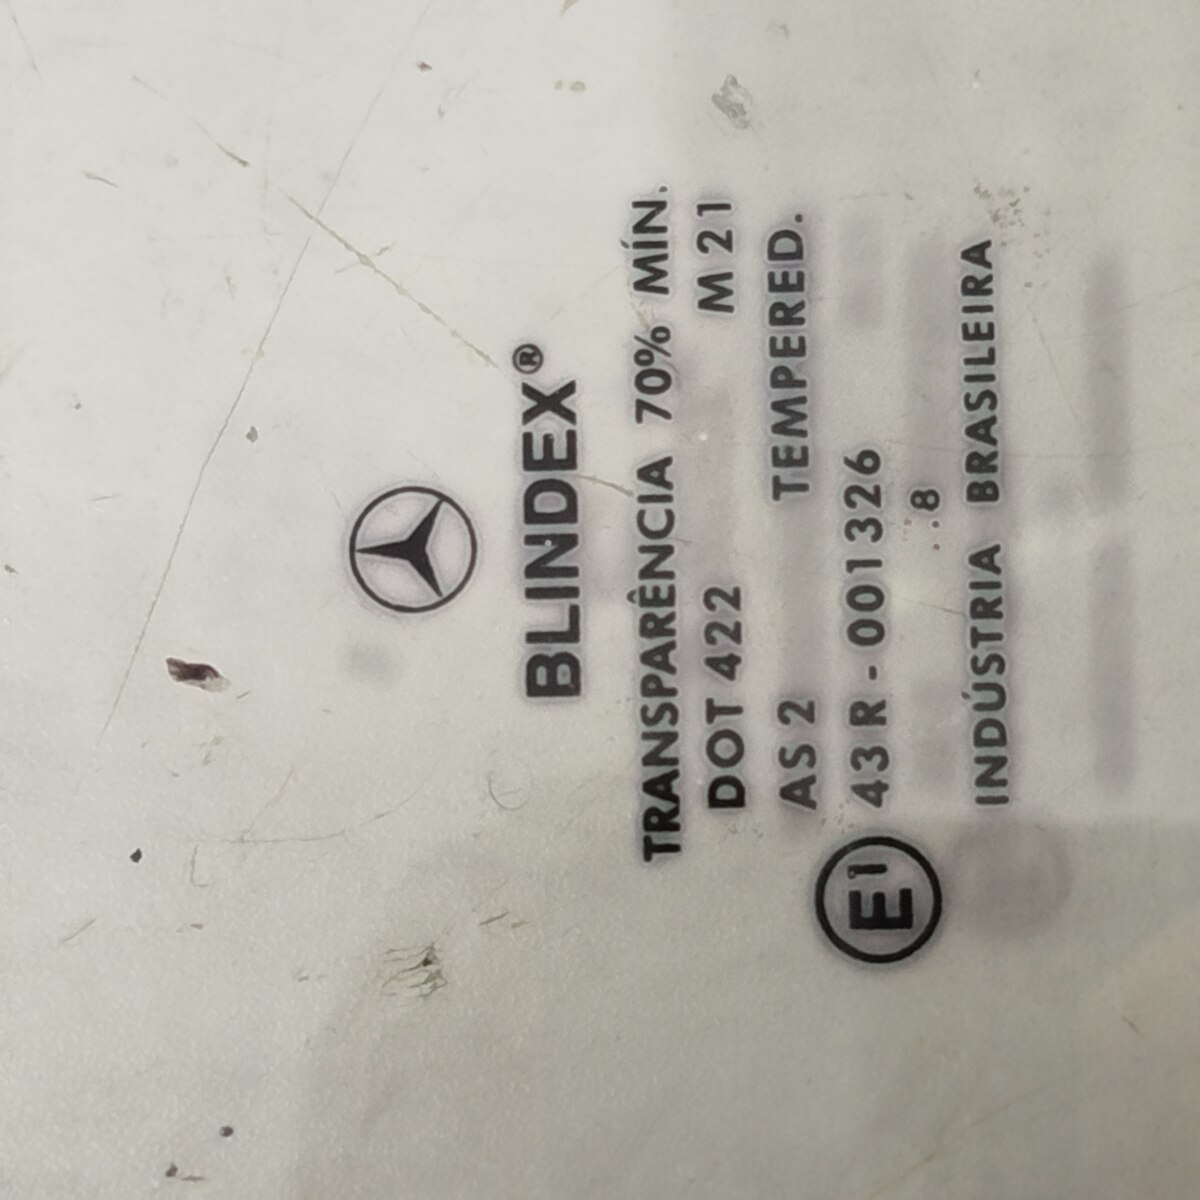 BLINDEX®
TRANSPARÊNCIA 70% MÍN.
DOT 422 M 21
AS 2 TEMPERED.
E1 43 R - 001326
..8
INDÚSTRIA BRASILEIRA